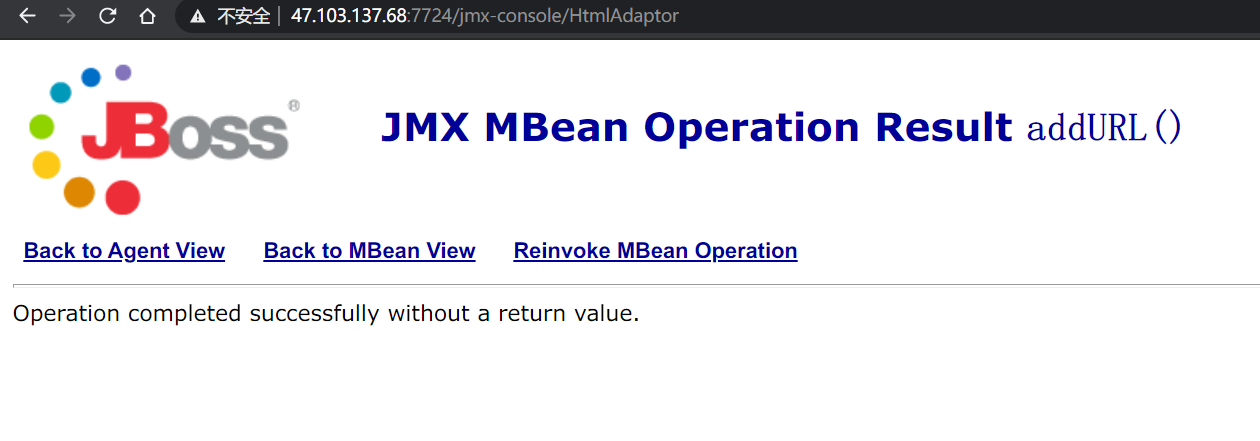 不安全 | 47.103.137.68:7724/jmx-console/HtmlAdaptor
JBoss®
JMX MBean Operation Result addURL()
Back to Agent View Back to MBean View Reinvoke MBean Operation
Operation completed successfully without a return value.